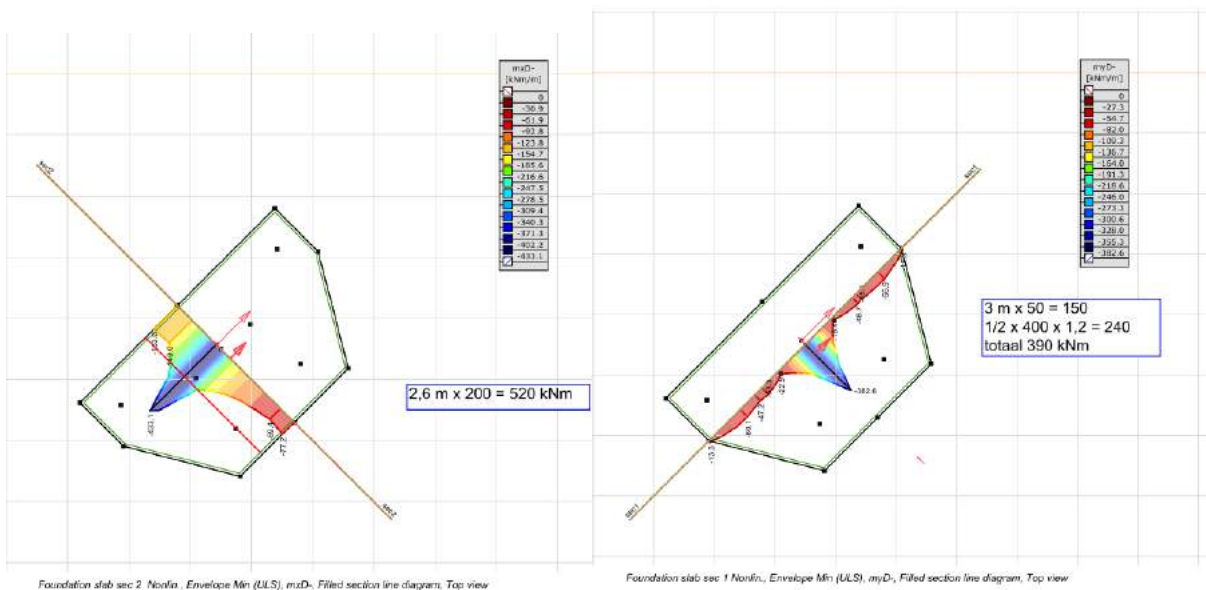 mxD-
[kNm/m]
0
-30.9
-61.9
-92.8
-123.8
-154.7
-185.6
-216.6
-247.5
-278.5
-309.4
-340.3
-371.3
-402.2
-433.1
sec2
-433.1
-77.2
sec2
2,6 m x 200 = 520 kNm
Foundation slab sec 2 Nonlin., Envelope Min (ULS), mxD-, Filled section line diagram, Top view
myD-
[kNm/m]
0
-27.3
-54.7
-82.0
-109.3
-136.7
-164.0
-191.3
-218.6
-246.0
-273.3
-300.6
-328.0
-355.3
-382.6
sec1
-56.9
-382.6
-22.9
-47.2
-13.3
sec1
3 m x 50 = 150
1/2 x 400 x 1,2 = 240
totaal 390 kNm
Foundation slab sec 1 Nonlin., Envelope Min (ULS), myD-, Filled section line diagram, Top view